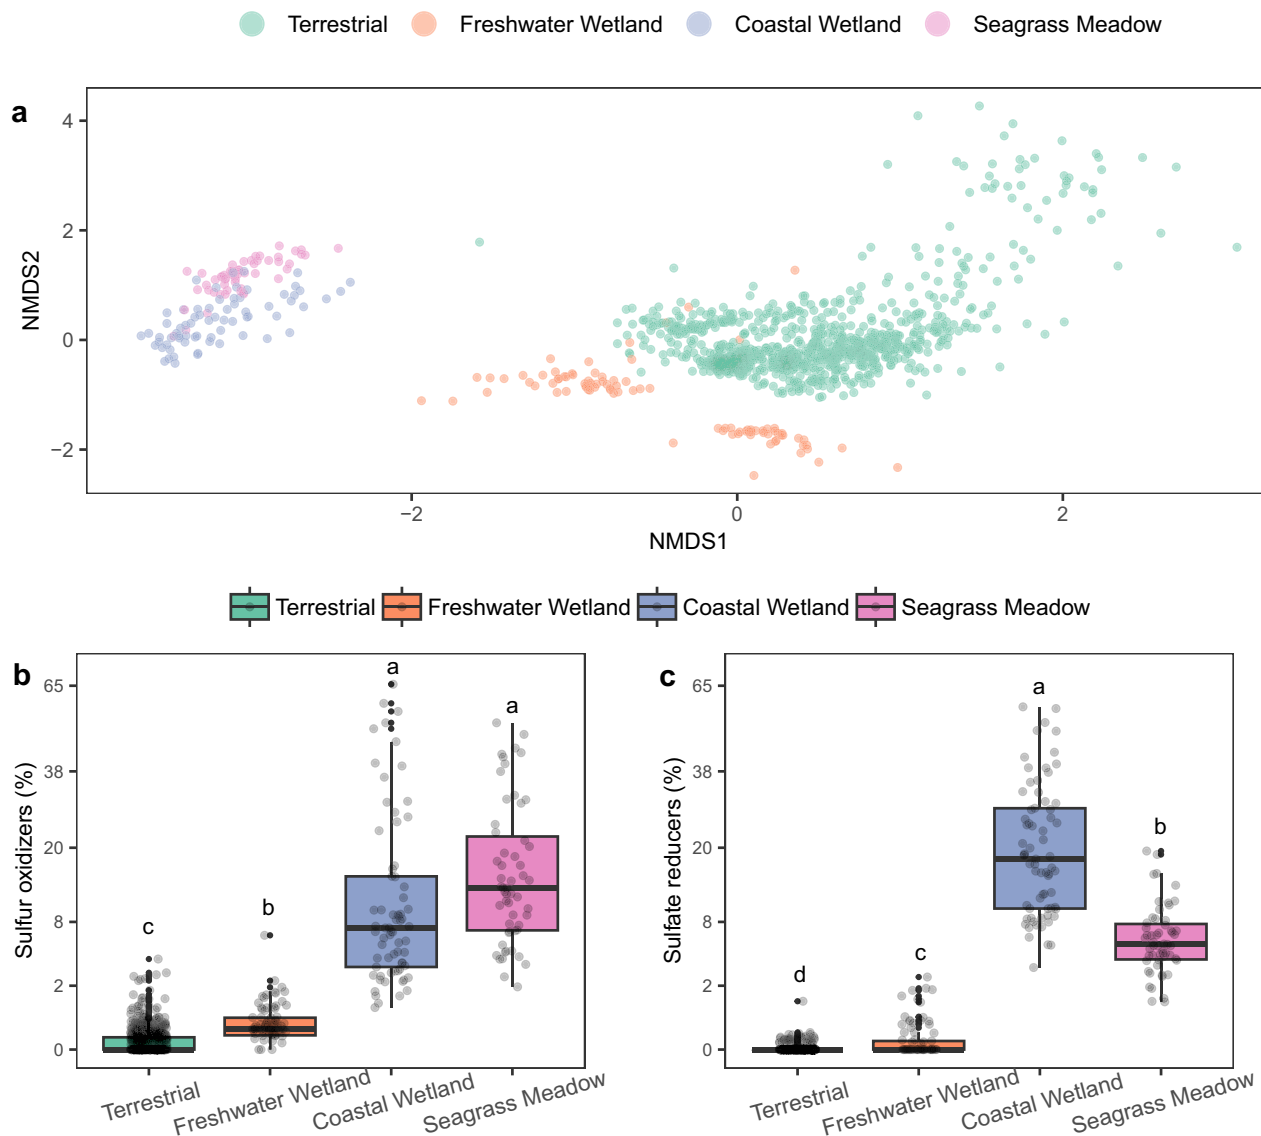 Terrestrial Freshwater Wetland Coastal Wetland Seagrass Meadow
a
4
2
0
−2
NMDS2
−2 0 2
NMDS1
Terrestrial Freshwater Wetland Coastal Wetland Seagrass Meadow
b
65
38
20
8
2
0
Sulfur oxidizers (%)
c b a a
Terrestrial Freshwater Wetland Coastal Wetland Seagrass Meadow
c
65
38
20
8
2
0
Sulfate reducers (%)
d c a b
Terrestrial Freshwater Wetland Coastal Wetland Seagrass Meadow